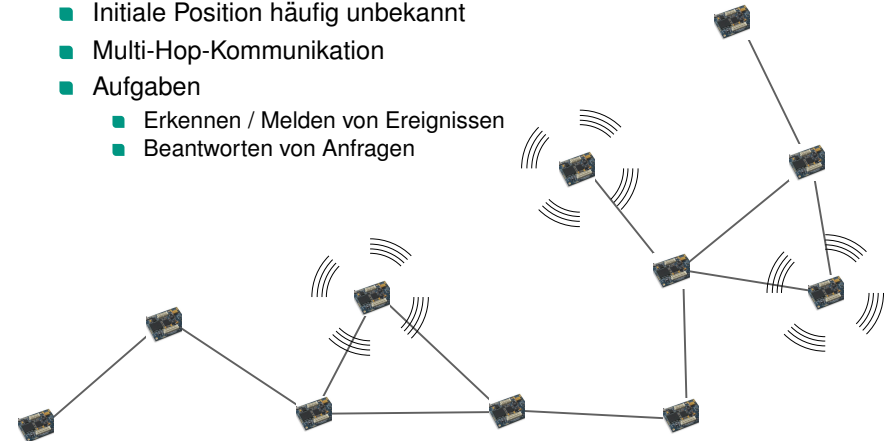 Initiale Position häufig unbekannt
Multi-Hop-Kommunikation
Aufgaben
Erkennen / Melden von Ereignissen
Beantworten von Anfragen